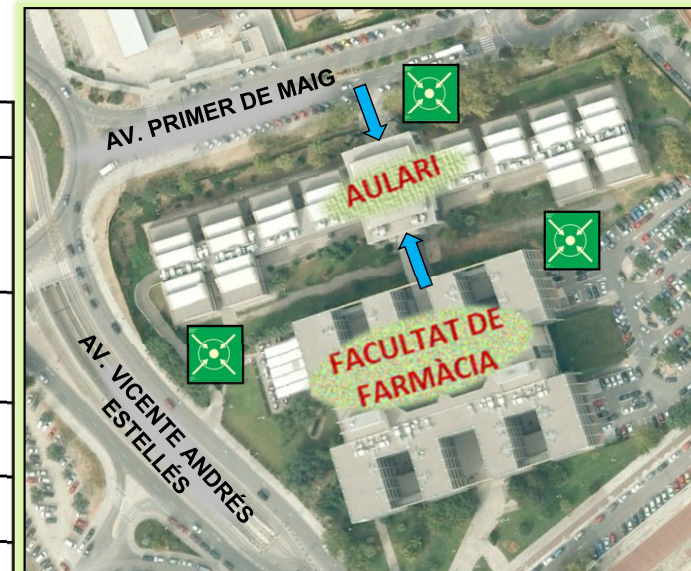 AV. PRIMER DE MAIG
AULARI
FACULTAT DE
FARMÀCIA
AV. VICENTE ANDRÉS
ESTELLÉS